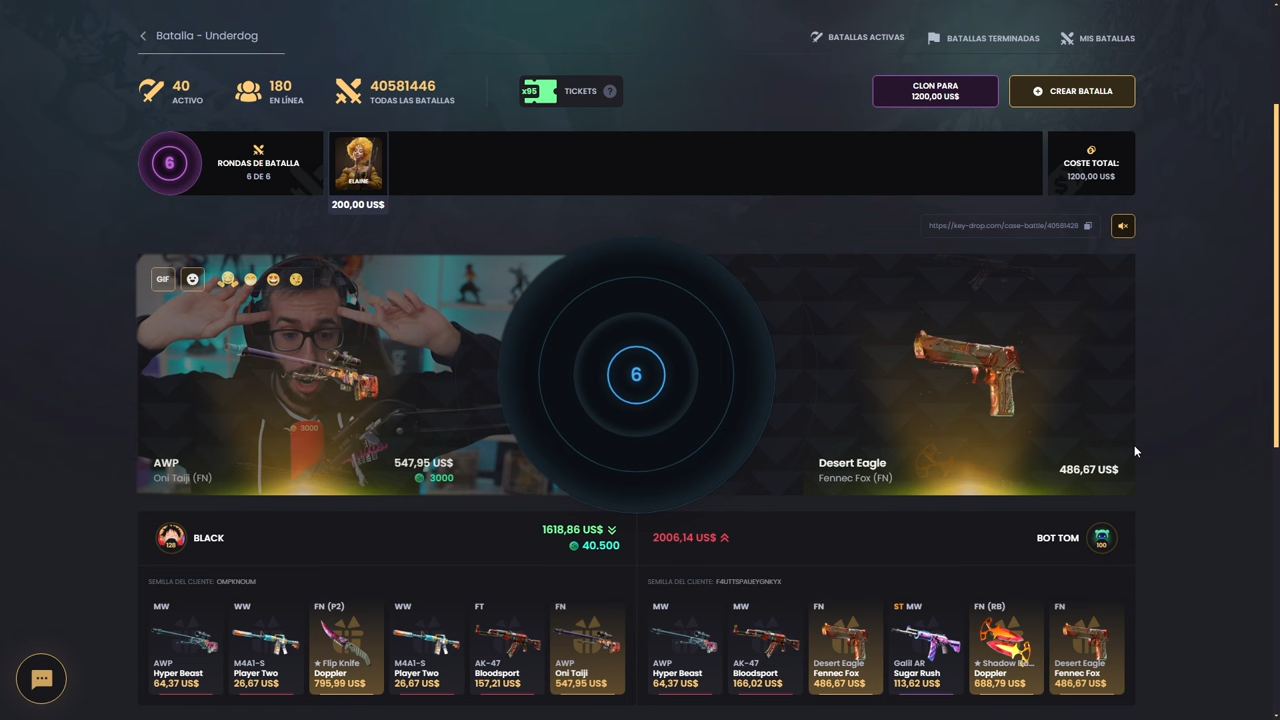 Batalla - Underdog
BATALLAS ACTIVAS
BATALLAS TERMINADAS
MIS BATALLAS
40
ACTIVO
180
EN LÍNEA
40581446
TODAS LAS BATALLAS
x95
TICKETS
?
CLON PARA
1200,00 US$
CREAR BATALLA
6
RONDAS DE BATALLA
6 DE 6
ELAINE
200,00 US$
COSTE TOTAL:
1200,00 US$
https://key-drop.com/case-battle/40581428
GIF
3000
6
AWP
Oni Taiji (FN)
547,95 US$
3000
Desert Eagle
Fennec Fox (FN)
486,67 US$
128
BLACK
1618,86 US$
40.500
2006,14 US$
BOT TOM
100
SEMILLA DEL CLIENTE: OMPKNOUM
SEMILLA DEL CLIENTE: F4UTTSPAUEYGNKYX
MW
AWP
Hyper Beast
64,37 US$
WW
M4A1-S
Player Two
26,67 US$
FN (P2)
★ Flip Knife
Doppler
795,99 US$
WW
M4A1-S
Player Two
26,67 US$
FT
AK-47
Bloodsport
157,21 US$
FN
AWP
Oni Taiji
547,95 US$
MW
AWP
Hyper Beast
64,37 US$
MW
AK-47
Bloodsport
166,02 US$
FN
Desert Eagle
Fennec Fox
486,67 US$
ST MW
Galil AR
Sugar Rush
113,62 US$
FN (RB)
★ Shadow
Doppler
688,79 US$
FN
Desert Eagle
Fennec Fox
486,67 US$